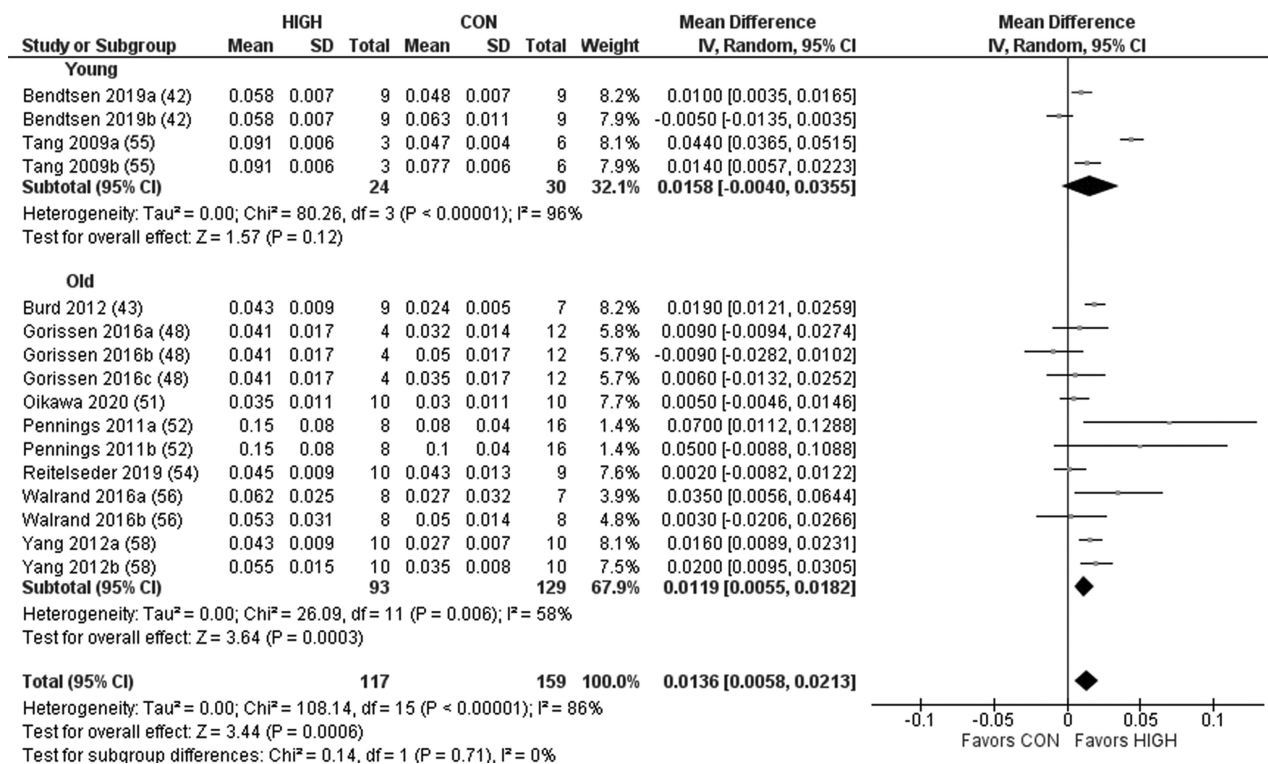 HIGH CON Mean Difference Mean Difference
Study or Subgroup Mean SD Total Mean SD Total Weight IV, Random, 95% CI IV, Random, 95% CI
Young
Bendtsen 2019a (42) 0.058 0.007 9 0.048 0.007 9 8.2% 0.0100 [0.0035, 0.0165]
Bendtsen 2019b (42) 0.058 0.007 9 0.063 0.011 9 7.9% -0.0050 [-0.0135, 0.0035]
Tang 2009a (55) 0.091 0.006 3 0.047 0.004 6 8.1% 0.0440 [0.0365, 0.0515]
Tang 2009b (55) 0.091 0.006 3 0.077 0.006 6 7.9% 0.0140 [0.0057, 0.0223]
Subtotal (95% CI) 24 30 32.1% 0.0158 [-0.0040, 0.0355]
Heterogeneity: Tau² = 0.00; Chi² = 80.26, df = 3 (P < 0.00001); I² = 96%
Test for overall effect: Z = 1.57 (P = 0.12)
Old
Burd 2012 (43) 0.043 0.009 9 0.024 0.005 7 8.2% 0.0190 [0.0121, 0.0259]
Gorissen 2016a (48) 0.041 0.017 4 0.032 0.014 12 5.8% 0.0090 [-0.0094, 0.0274]
Gorissen 2016b (48) 0.041 0.017 4 0.05 0.017 12 5.7% -0.0090 [-0.0282, 0.0102]
Gorissen 2016c (48) 0.041 0.017 4 0.035 0.017 12 5.7% 0.0060 [-0.0132, 0.0252]
Oikawa 2020 (51) 0.035 0.011 10 0.03 0.011 10 7.7% 0.0050 [-0.0046, 0.0146]
Pennings 2011a (52) 0.15 0.08 8 0.08 0.04 16 1.4% 0.0700 [0.0112, 0.1288]
Pennings 2011b (52) 0.15 0.08 8 0.1 0.04 16 1.4% 0.0500 [-0.0088, 0.1088]
Reitelseder 2019 (54) 0.045 0.009 10 0.043 0.013 9 7.6% 0.0020 [-0.0082, 0.0122]
Walrand 2016a (56) 0.062 0.025 8 0.027 0.032 7 3.9% 0.0350 [0.0056, 0.0644]
Walrand 2016b (56) 0.053 0.031 8 0.05 0.014 8 4.8% 0.0030 [-0.0206, 0.0266]
Yang 2012a (58) 0.043 0.009 10 0.027 0.007 10 8.1% 0.0160 [0.0089, 0.0231]
Yang 2012b (58) 0.055 0.015 10 0.035 0.008 10 7.5% 0.0200 [0.0095, 0.0305]
Subtotal (95% CI) 93 129 67.9% 0.0119 [0.0055, 0.0182]
Heterogeneity: Tau² = 0.00; Chi² = 26.09, df = 11 (P = 0.006); I² = 58%
Test for overall effect: Z = 3.64 (P = 0.0003)
Total (95% CI) 117 159 100.0% 0.0136 [0.0058, 0.0213]
Heterogeneity: Tau² = 0.00; Chi² = 108.14, df = 15 (P < 0.00001); I² = 86%
Test for overall effect: Z = 3.44 (P = 0.0006)
Test for subgroup differences: Chi² = 0.14, df = 1 (P = 0.71), I² = 0%
-0.1 -0.05 0 0.05 0.1
Favors CON Favors HIGH